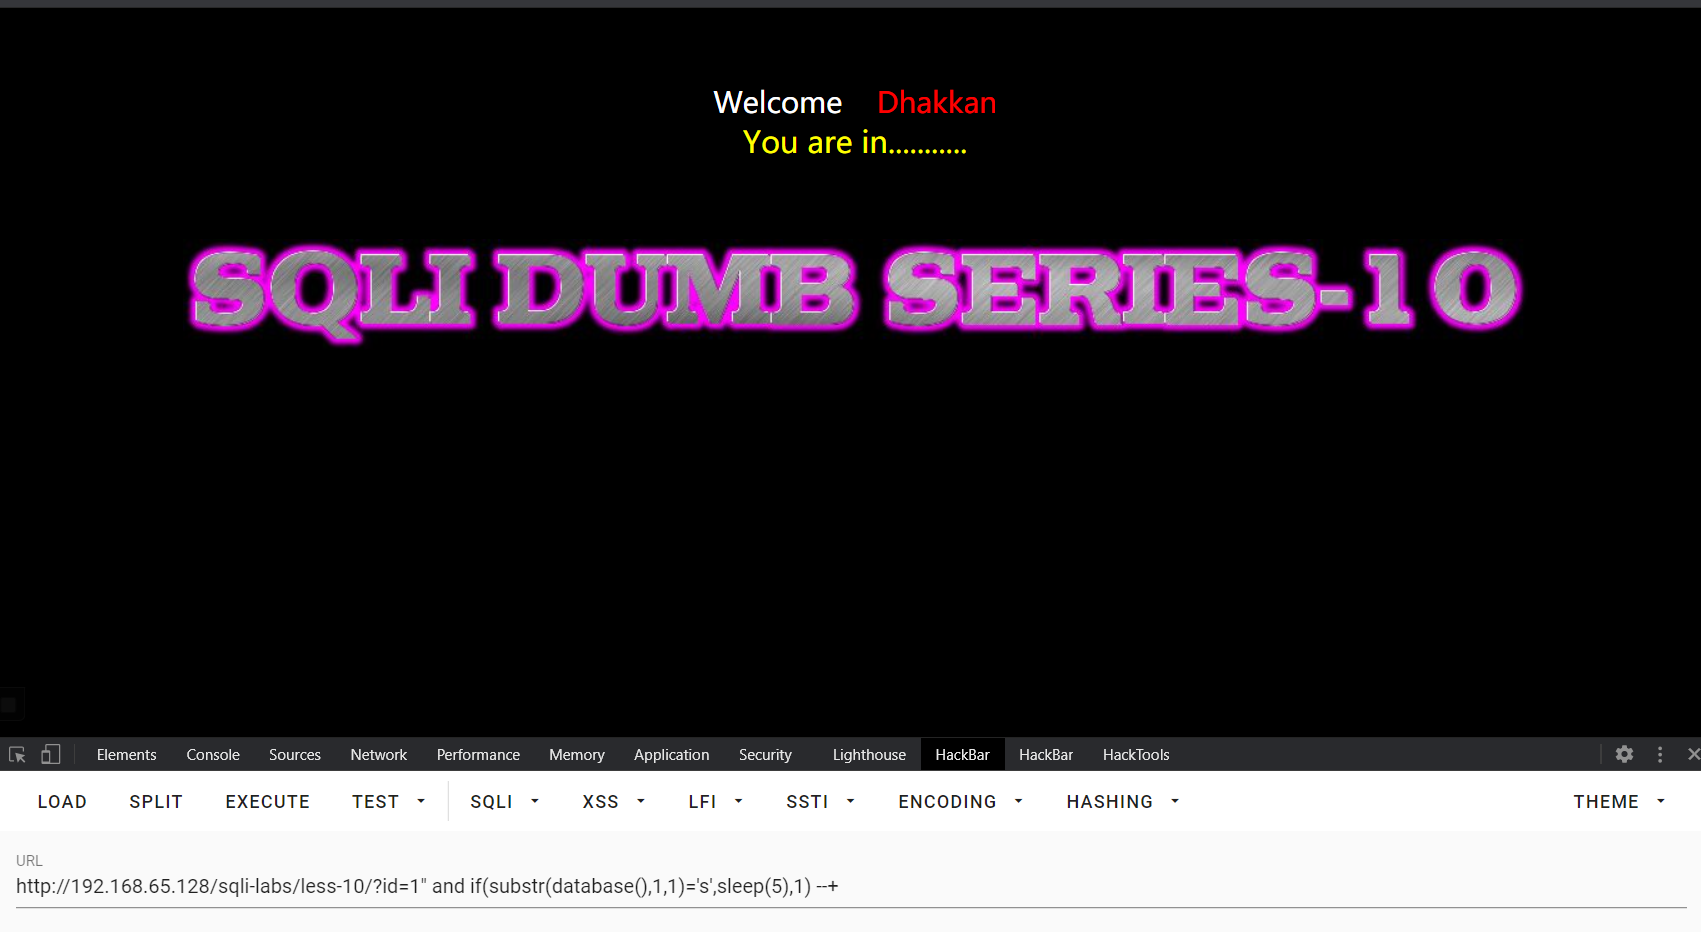 Welcome Dhakkan
You are in...........
SQLI DUMB SERIES-10
Elements Console Sources Network Performance Memory Application Security Lighthouse HackBar HackBar HackTools
LOAD SPLIT EXECUTE TEST SQLI XSS LFI SSTI ENCODING HASHING THEME
URL
http://192.168.65.128/sqli-labs/less-10/?id=1" and if(substr(database(),1,1)='s',sleep(5),1) --+